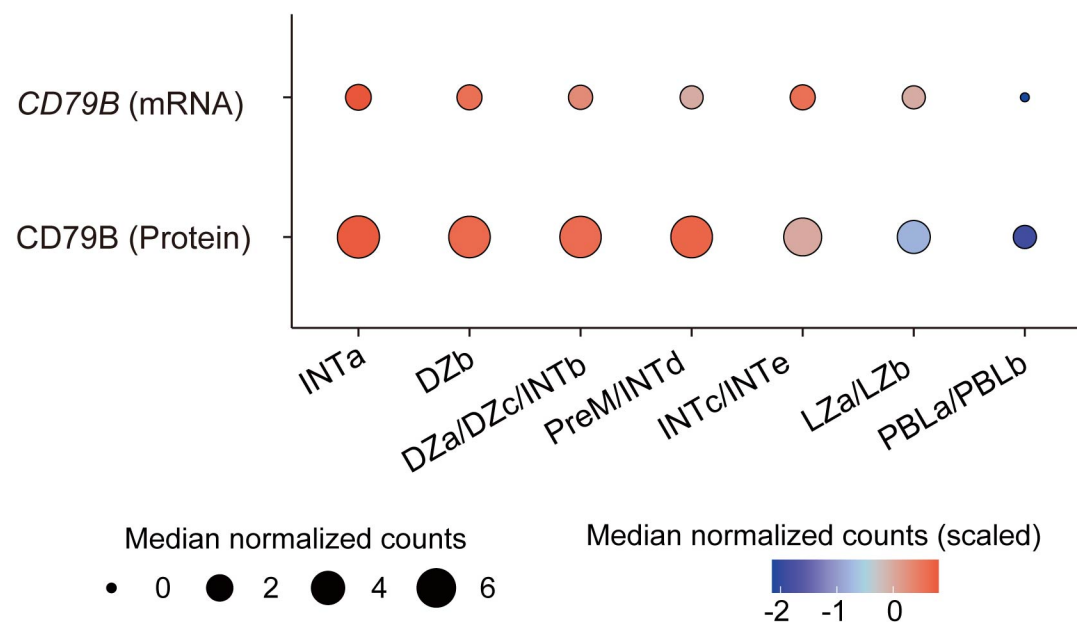 CD79B (mRNA)
CD79B (Protein)
INTa
DZb
DZa/DZc/INTb
PreM/INTd
INTc/INTe
LZa/LZb
PBLa/PBLb
Median normalized counts
0 2 4 6
Median normalized counts (scaled)
-2 -1 0